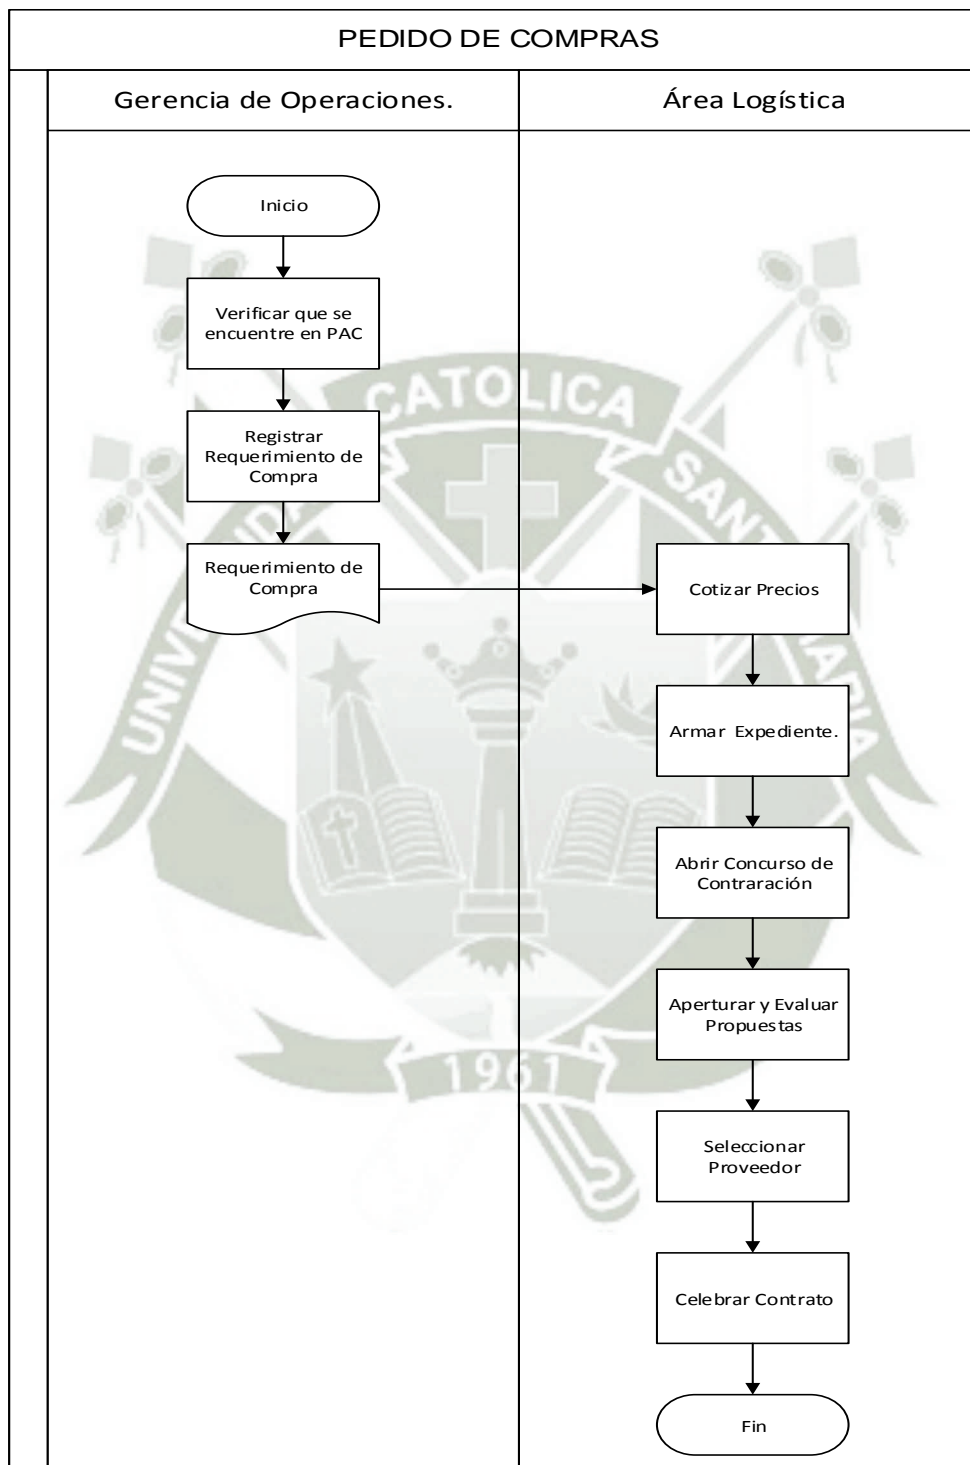 PEDIDO DE COMPRAS
Gerencia de Operaciones.
Área Logística
Inicio
Verificar que se
encuentre en PAC
Registrar
Requerimiento de
Compra
Requerimiento de
Compra
Cotizar Precios
Armar Expediente.
Abrir Concurso de
Contraración
Aperturar y Evaluar
Propuestas
Seleccionar
Proveedor
Celebrar Contrato
Fin
CATOLICA
1961